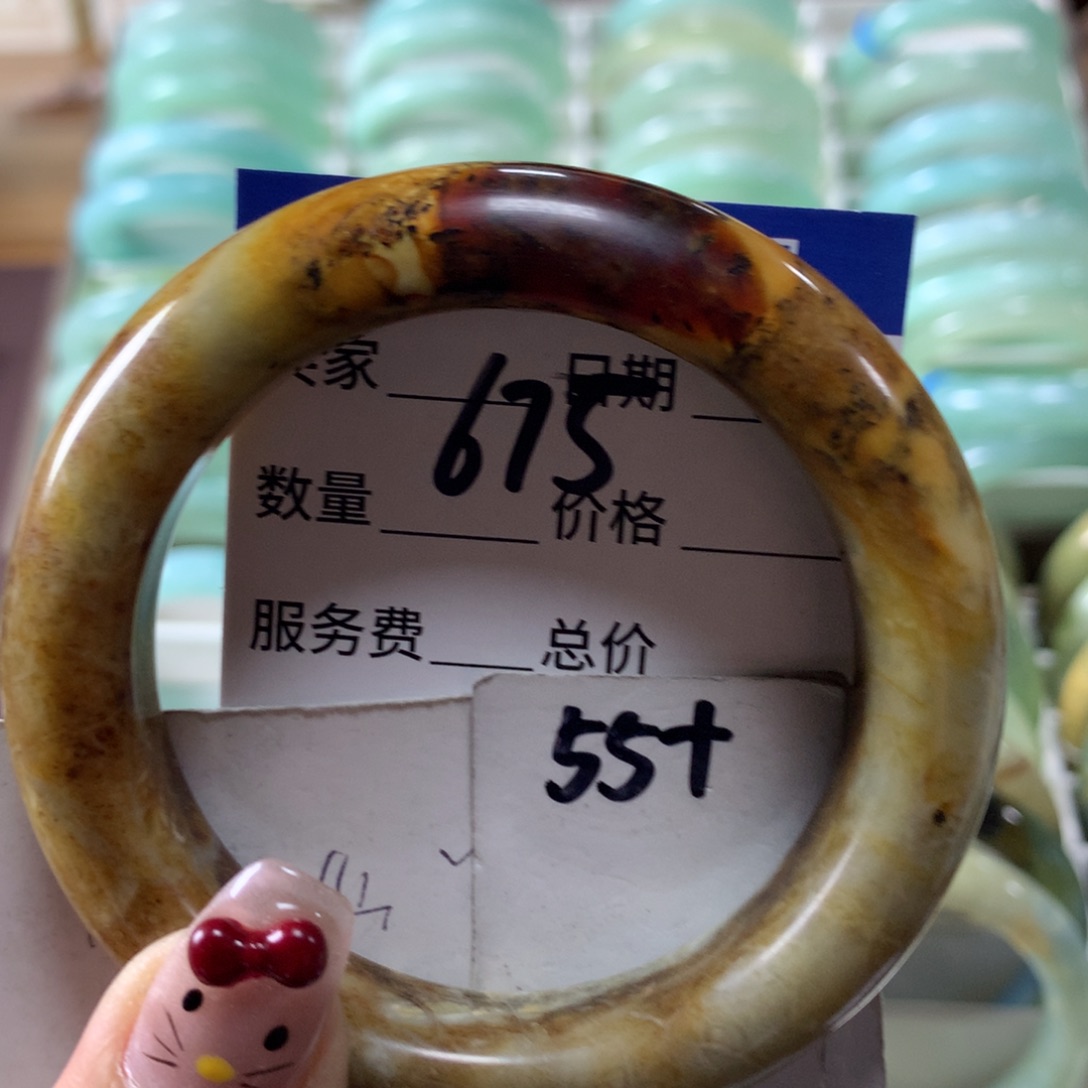 家 日期
675
数量 价格
服务费 总价
55+